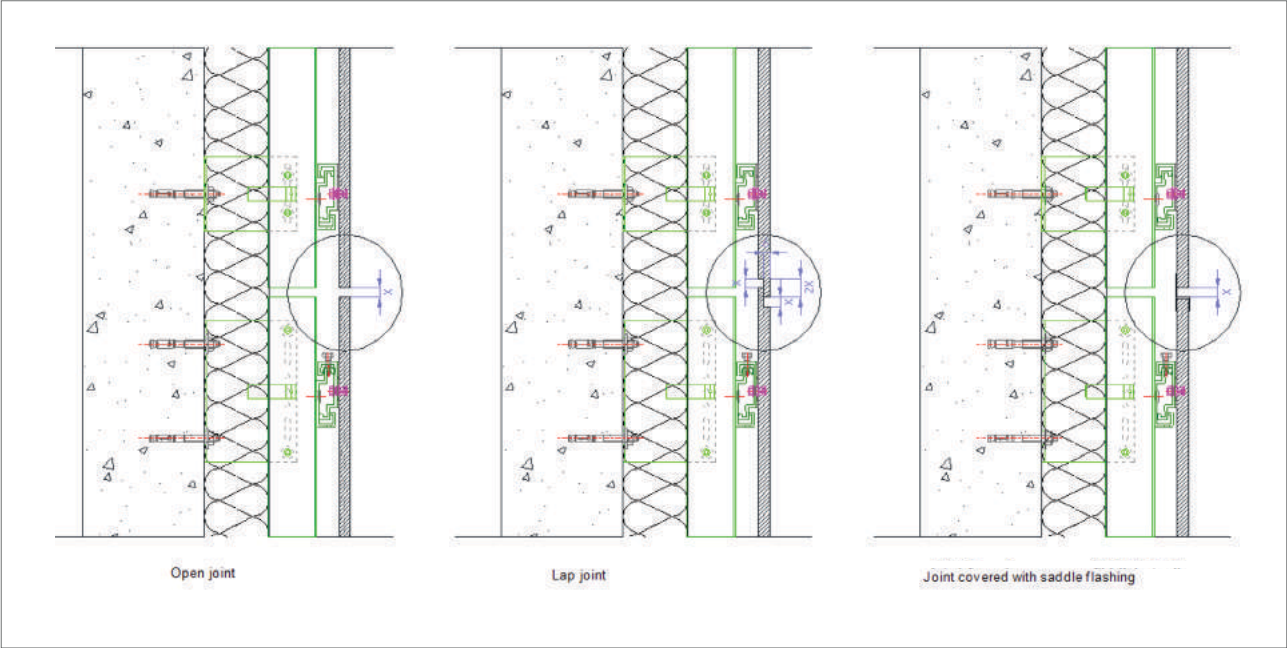 X
X
X
2X
X
Open joint
Lap joint
Joint covered with saddle flashing